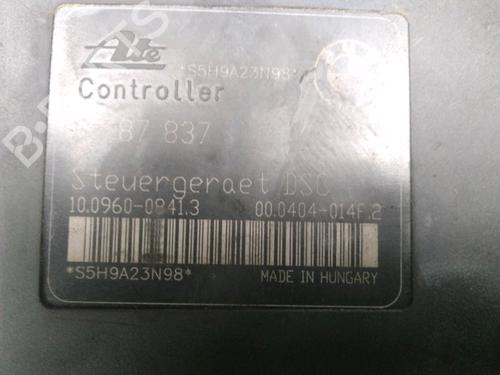 Ate
*S5H9A23N98*
Controller
87 837
Steuergeraet DSC
10.0960-0841.3
00.0404-014F.2
*S5H9A23N98*
MADE IN HUNGARY